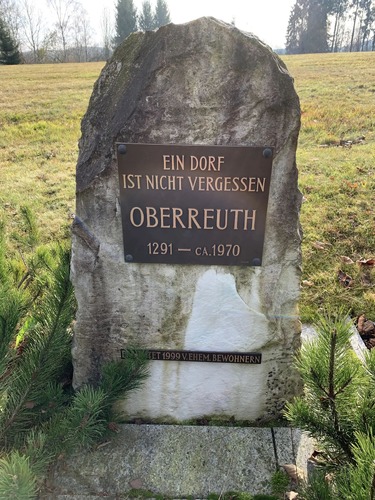 EIN DORF
IST NICHT VERGESSEN
OBERREUTH
1291 — CA. 1970
1999 V. EHEM. BEWOHNERN